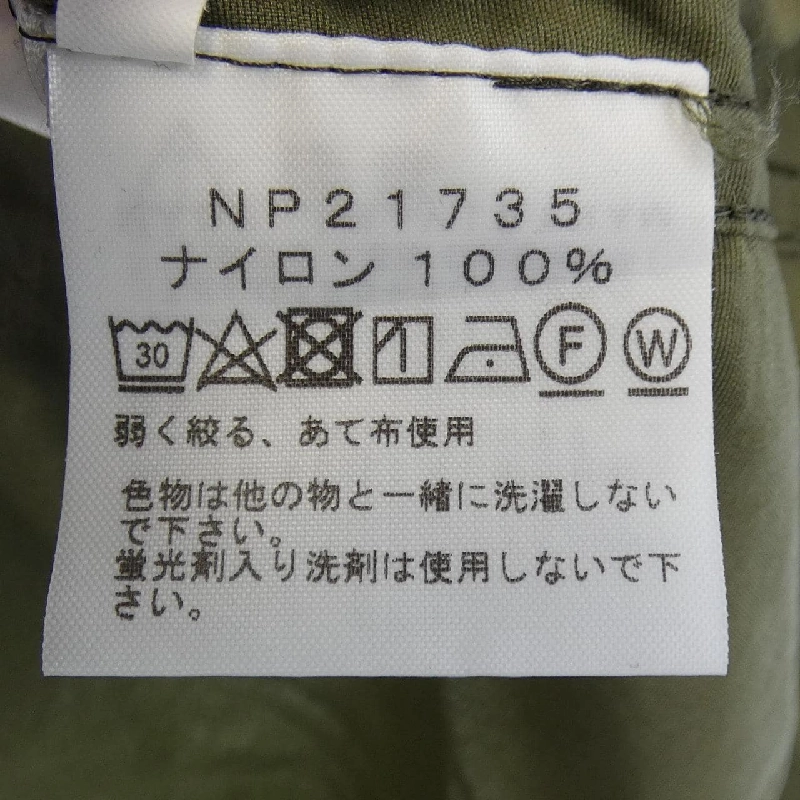 NP21735
ナイロン 100%
30 F W
弱く絞る、あて布使用
色物は他の物と一緒に洗濯しない
で下さい。
蛍光剤入り洗剤は使用しないで下
さい。